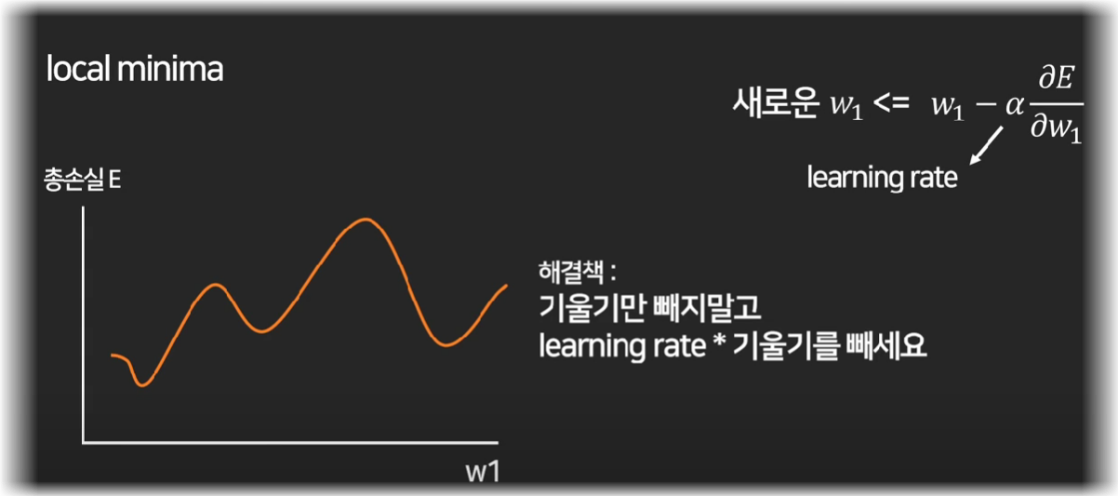 local minima
새로운 w₁ <= w₁ − α ∂E/∂w₁
learning rate
총손실 E
해결책 :
기울기만 빼지말고
learning rate * 기울기를 빼세요
w1